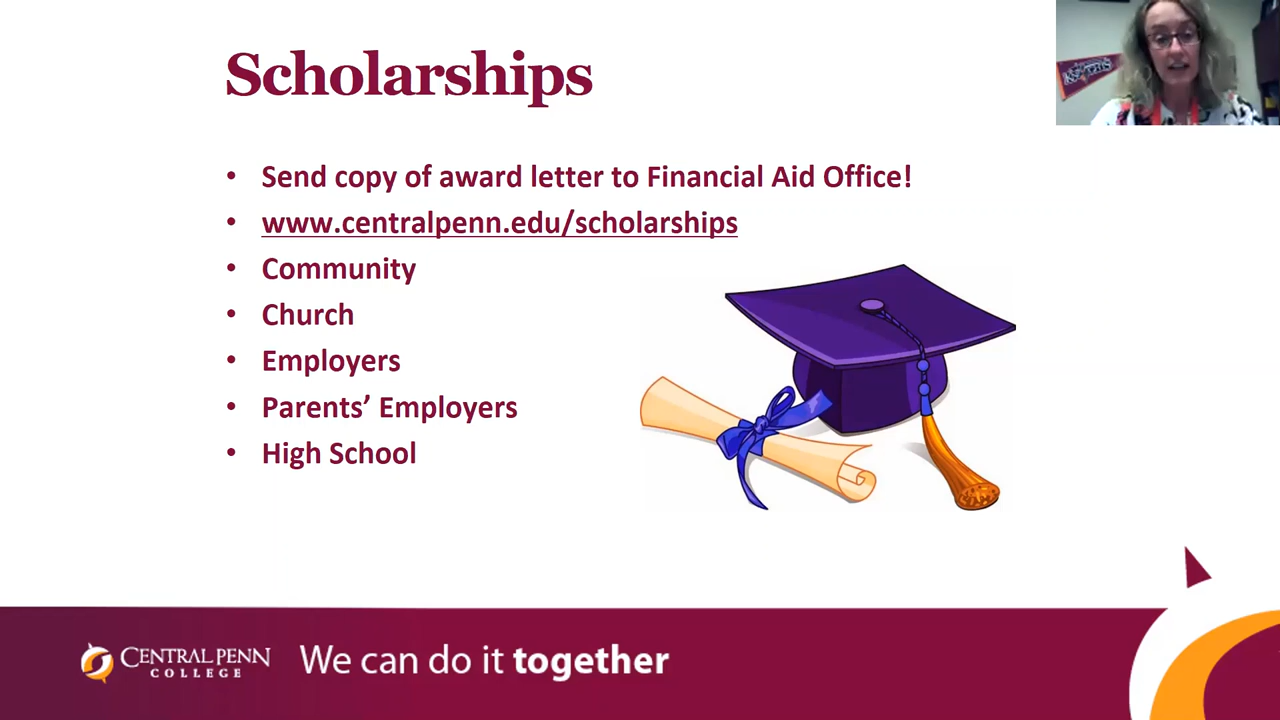 Scholarships
• Send copy of award letter to Financial Aid Office!
• www.centralpenn.edu/scholarships
• Community
• Church
• Employers
• Parents’ Employers
• High School
CENTRAL PENN
COLLEGE
We can do it together